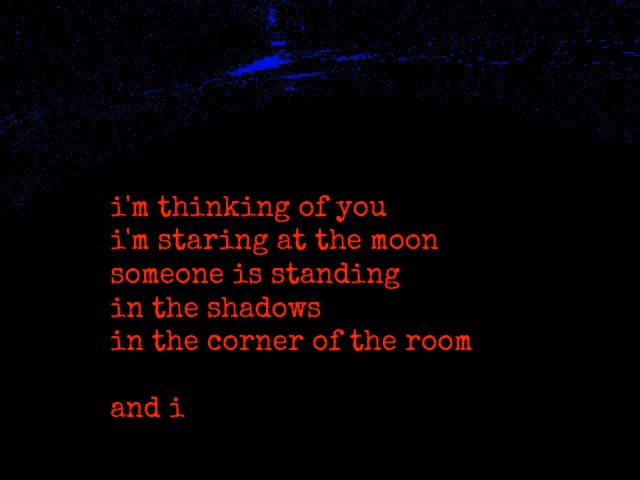 i'm thinking of you
i'm staring at the moon
someone is standing
in the shadows
in the corner of the room
and i